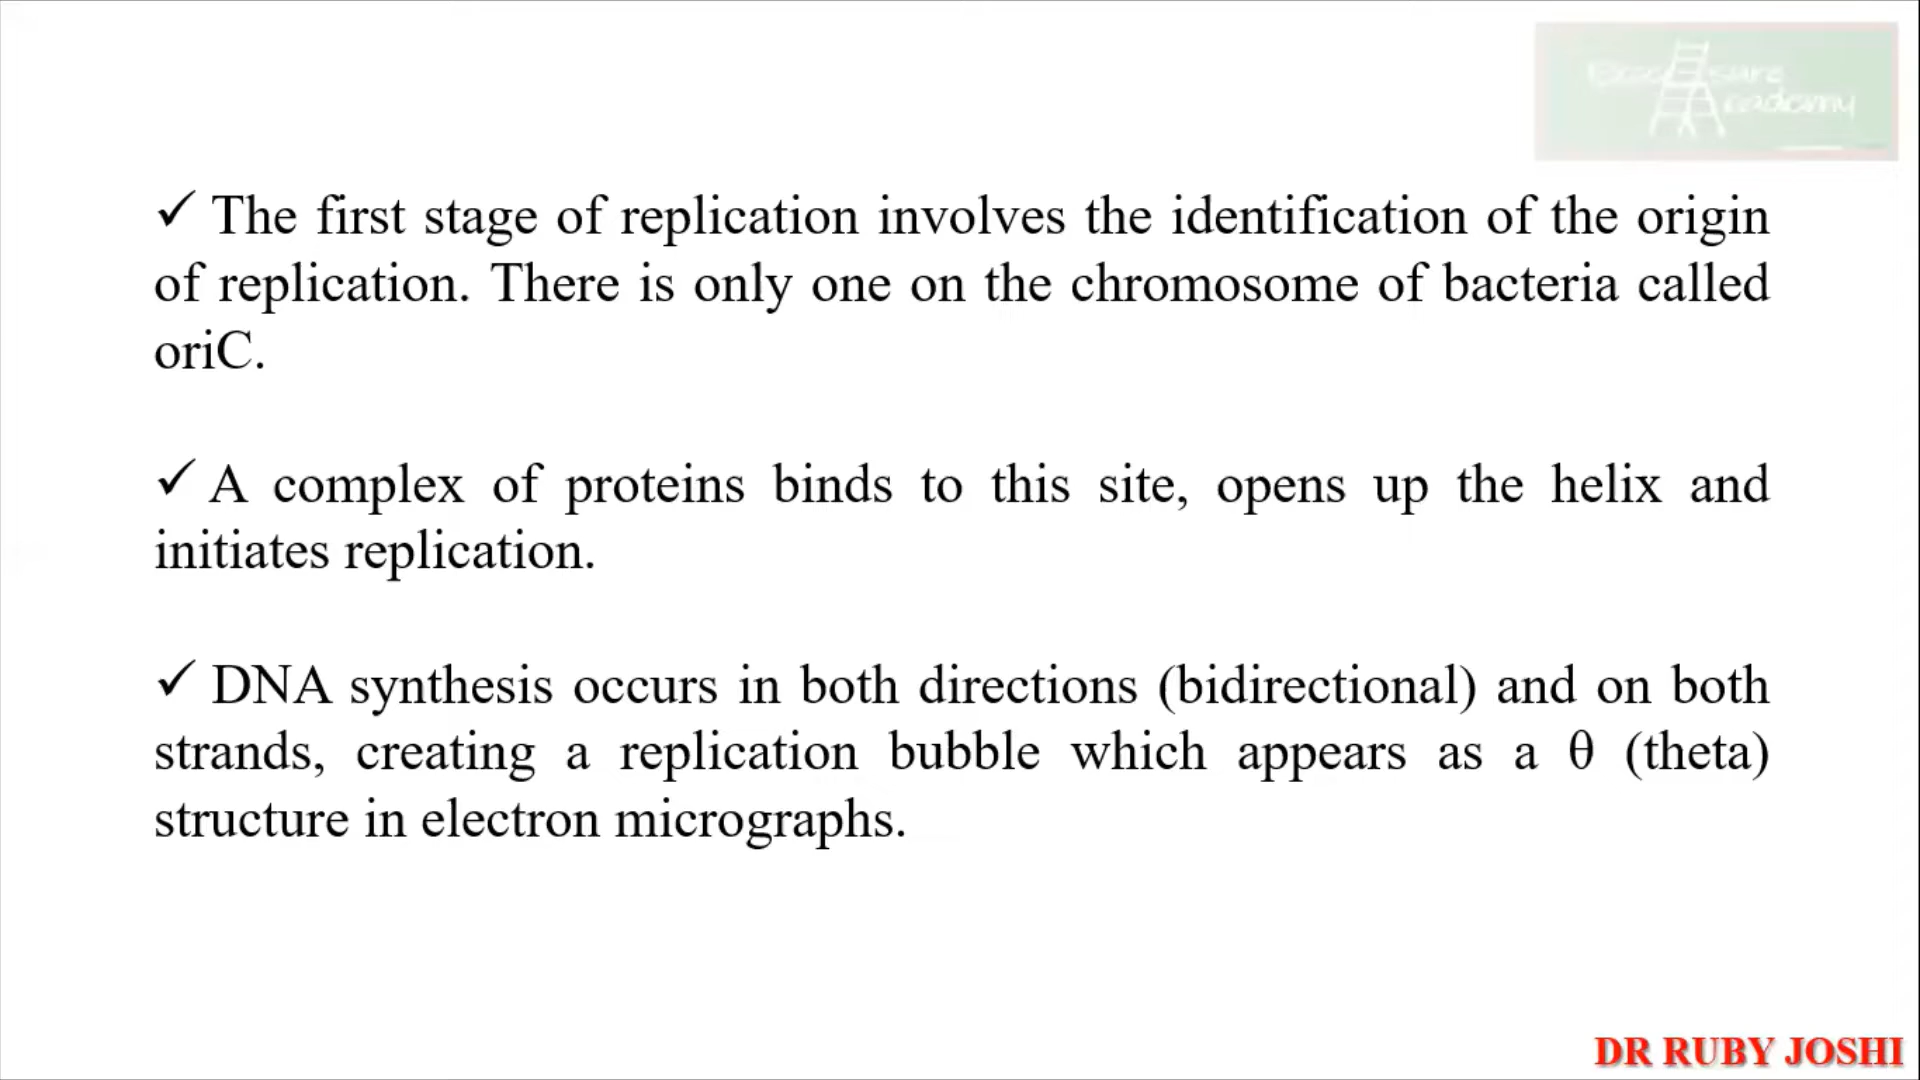 sure
cademy
✓ The first stage of replication involves the identification of the origin
of replication. There is only one on the chromosome of bacteria called
oriC.
✓ A complex of proteins binds to this site, opens up the helix and
initiates replication.
✓ DNA synthesis occurs in both directions (bidirectional) and on both
strands, creating a replication bubble which appears as a θ (theta)
structure in electron micrographs.
DR RUBY JOSHI